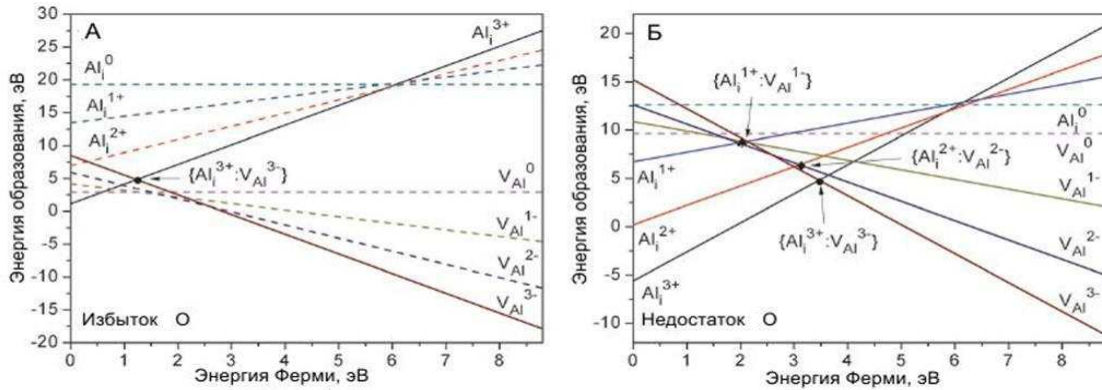 А
Энергия образования, эВ
30
25
20
15
10
5
0
-5
-10
-15
-20
Al_i^0
Al_i^1+
Al_i^2+
Al_i^3+
{Al_i^3+:V_Al^3-}
V_Al^0
V_Al^1-
V_Al^2-
V_Al^3-
Избыток О
0 1 2 3 4 5 6 7 8
Энергия Ферми, эВ
Б
Энергия образования, эВ
20
15
10
5
0
-5
-10
{Al_i^1+:V_Al^1-}
Al_i^0
V_Al^0
{Al_i^2+:V_Al^2-}
Al_i^1+
V_Al^1-
Al_i^2+
{Al_i^3+:V_Al^3-}
V_Al^2-
Al_i^3+
V_Al^3-
Недостаток О
0 1 2 3 4 5 6 7 8
Энергия Ферми, эВ